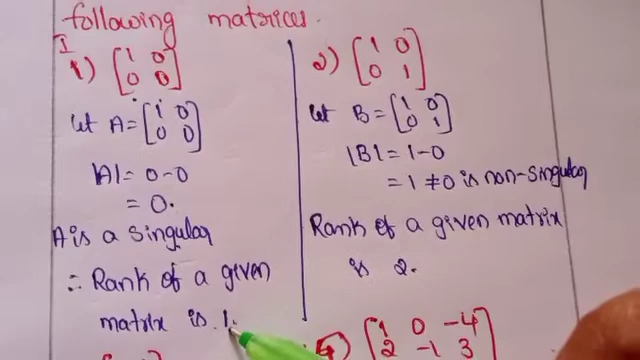 following matrices.
I
1) [1 0
0 0]
let A = [1 0
0 0]
|A| = 0-0
= 0.
A is a singular
∴ Rank of a given
matrix is 1.
2) [1 0
0 1]
let B = [1 0
0 1]
|B| = 1-0
= 1 ≠0 is non-singular
Rank of a given matrix
is 2.
4) [1 0 -4
2 -1 3